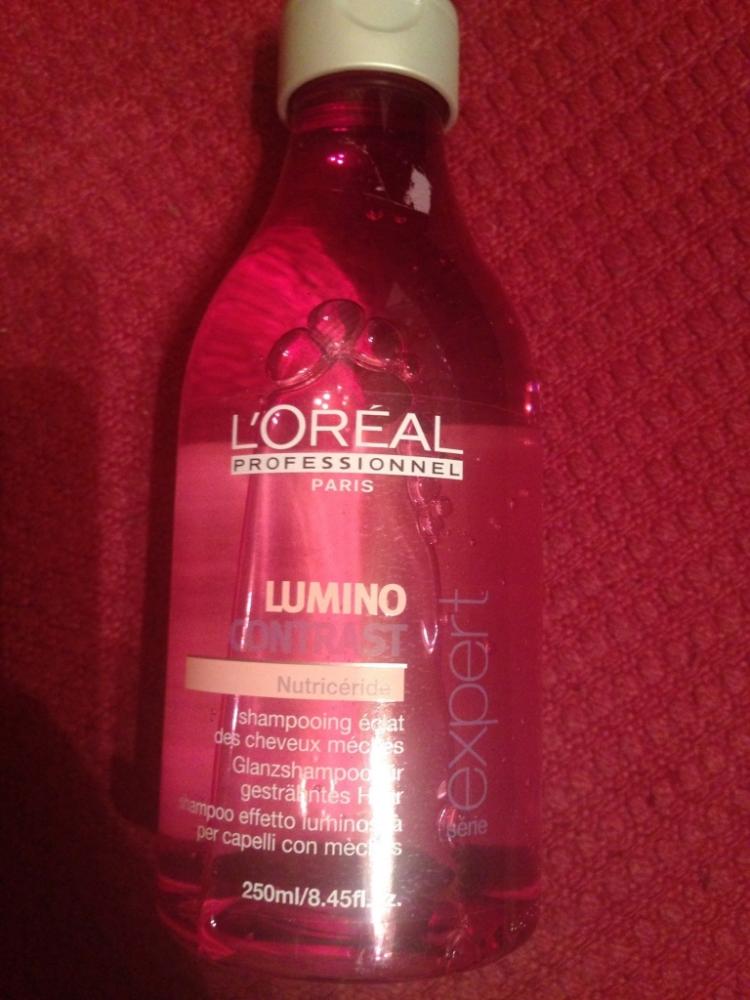 L'ORÉAL
PROFESSIONNEL
PARIS
LUMINO
CONTRAST
Nutricéride
shampooing éclat
des cheveux méchés
Glanzshampoo für
gesträhntes Haar
shampoo effetto luminosità
per capelli con mèches
250ml/8.45fl.oz.
série expert